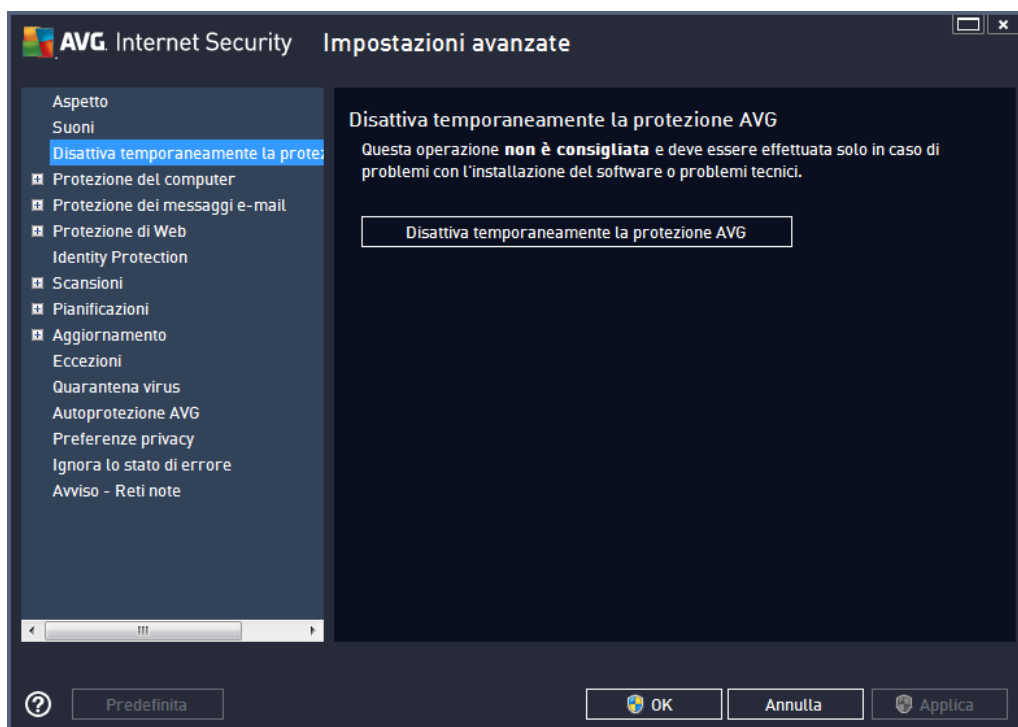 AVG. Internet Security Impostazioni avanzate
Aspetto
Suoni
Disattiva temporaneamente la protez
Protezione del computer
Protezione dei messaggi e-mail
Protezione di Web
Identity Protection
Scansioni
Pianificazioni
Aggiornamento
Eccezioni
Quarantena virus
Autoprotezione AVG
Preferenze privacy
Ignora lo stato di errore
Avviso - Reti note
Disattiva temporaneamente la protezione AVG
Questa operazione non è consigliata e deve essere effettuata solo in caso di
problemi con l'installazione del software o problemi tecnici.
Disattiva temporaneamente la protezione AVG
Predefinita
OK
Annulla
Applica